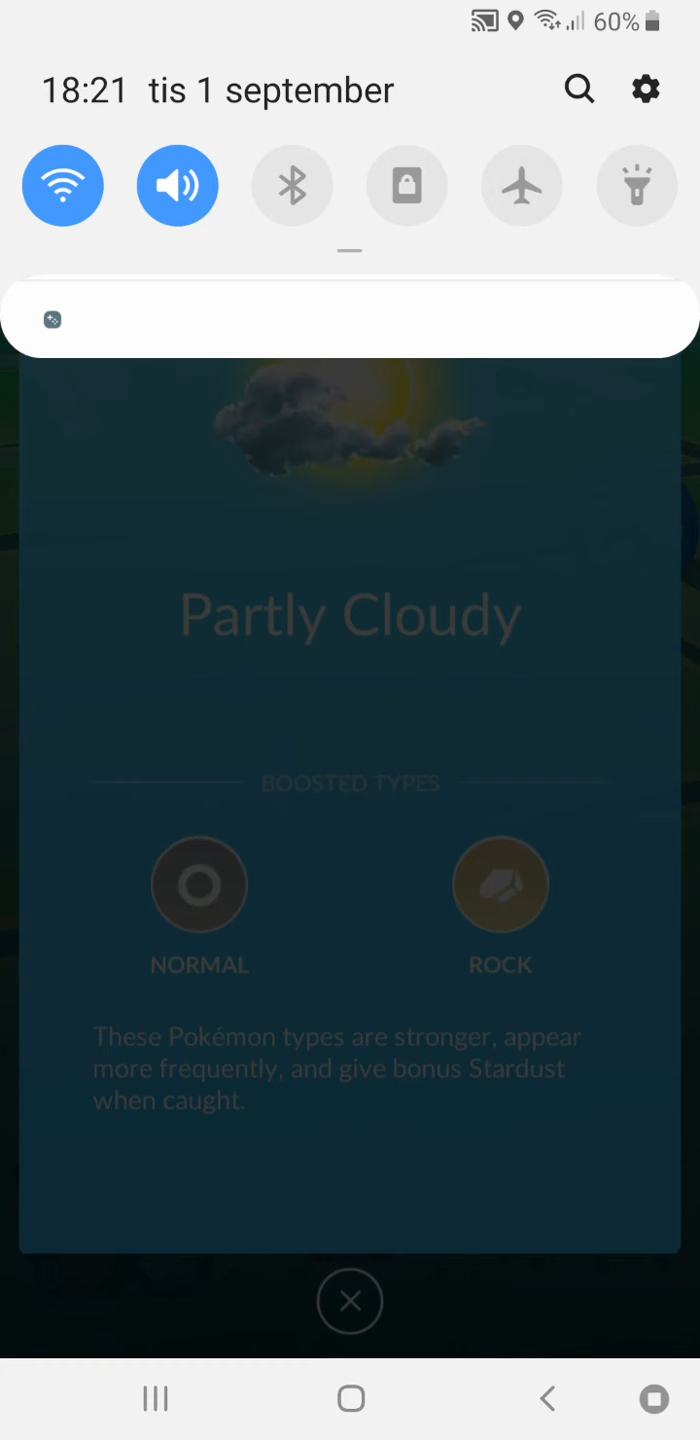 60%
18:21 tis 1 september
Partly Cloudy
BOOSTED TYPES
NORMAL ROCK
These Pokémon types are stronger, appear
more frequently, and give bonus Stardust
when caught.